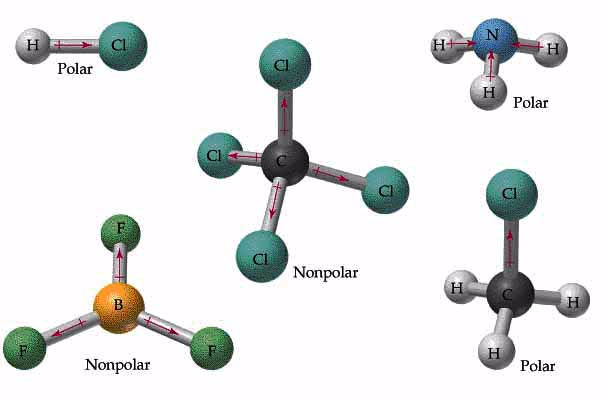 H Cl
Polar
Cl
Cl C Cl
Cl
Nonpolar
H N H
H
Polar
F
B
F F
Nonpolar
Cl
H C H
H
Polar